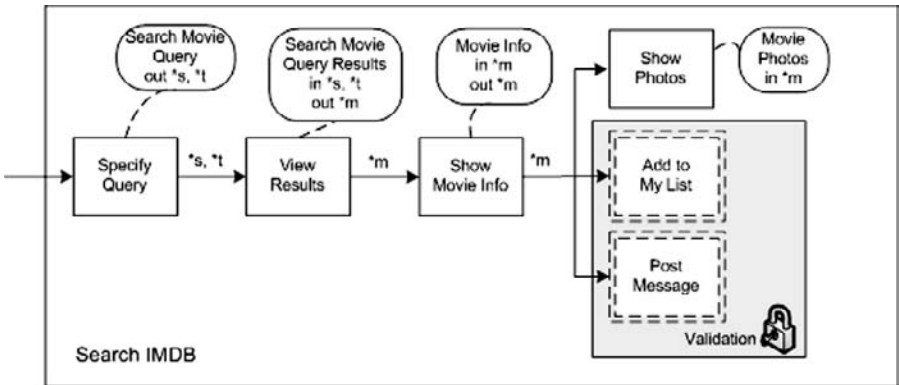 Search Movie
Query
out *s, *t
Search Movie
Query Results
in *s, *t
out *m
Movie Info
in *m
out *m
Show
Photos
Movie
Photos
in *m
Specify
Query
*s, *t
View
Results
*m
Show
Movie Info
*m
Add to
My List
Post
Message
Validation
Search IMDB